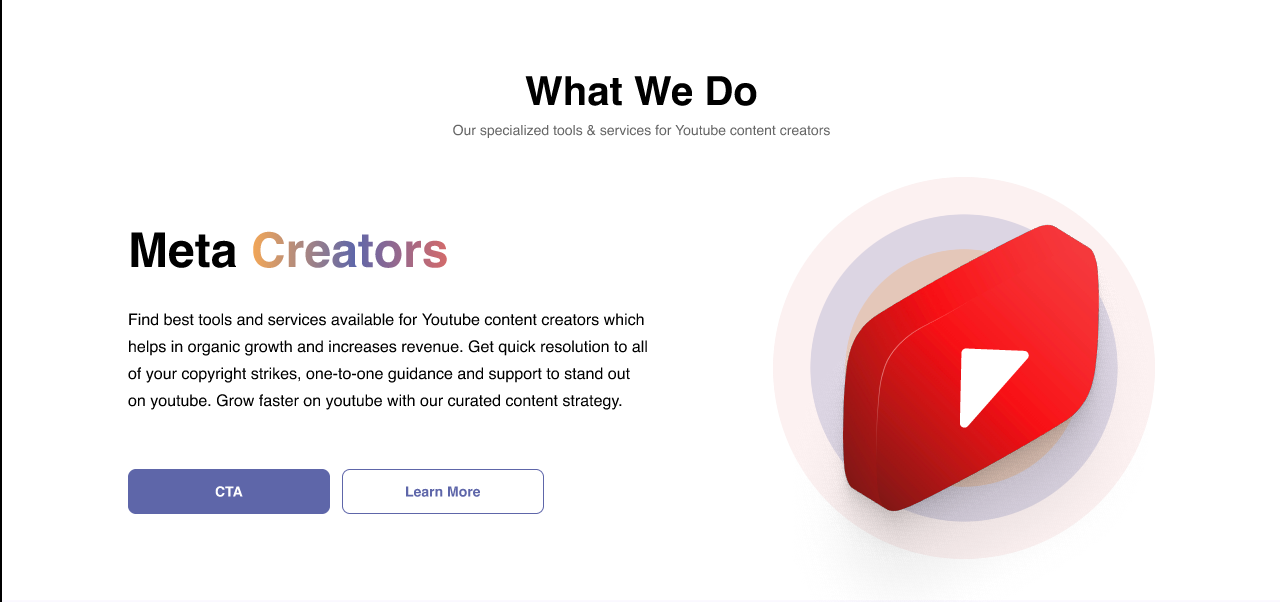 What We Do
Our specialized tools & services for Youtube content creators
Meta Creators
Find best tools and services available for Youtube content creators which
helps in organic growth and increases revenue. Get quick resolution to all
of your copyright strikes, one-to-one guidance and support to stand out
on youtube. Grow faster on youtube with our curated content strategy.
CTA
Learn More